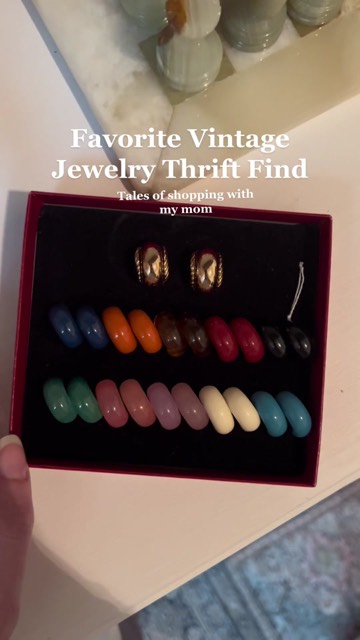 Favorite Vintage
Jewelry Thrift Find
Tales of shopping with
my mom